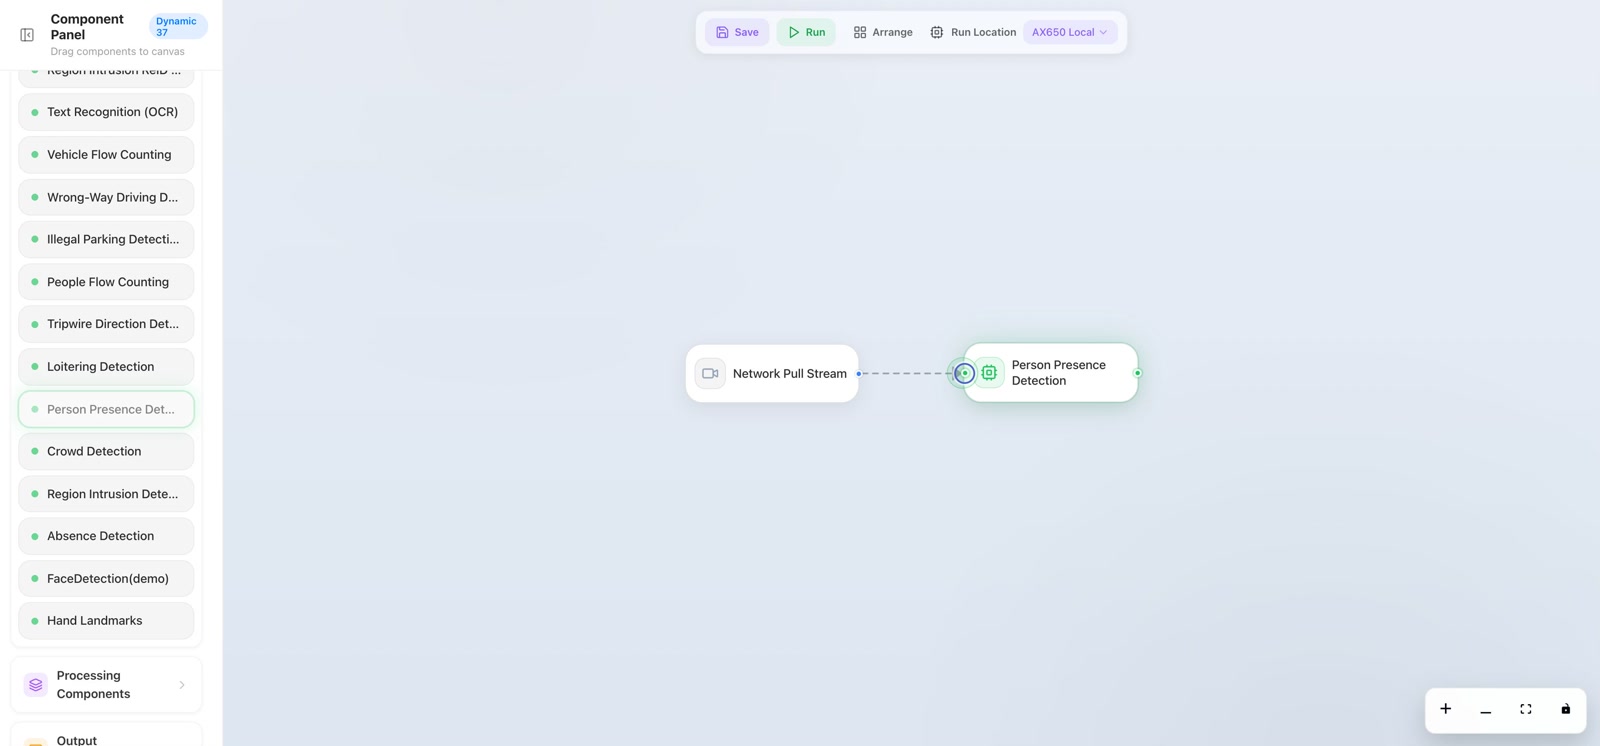 Component
Panel
Dynamic
37
Drag components to canvas
Save
Run
Arrange
Run Location
AX650 Local
Region Intrusion ReID ...
Text Recognition (OCR)
Vehicle Flow Counting
Wrong-Way Driving D...
Illegal Parking Detecti...
People Flow Counting
Tripwire Direction Det...
Loitering Detection
Person Presence Det...
Crowd Detection
Region Intrusion Dete...
Absence Detection
FaceDetection(demo)
Hand Landmarks
Processing
Components
Output
Network Pull Stream
Person Presence
Detection